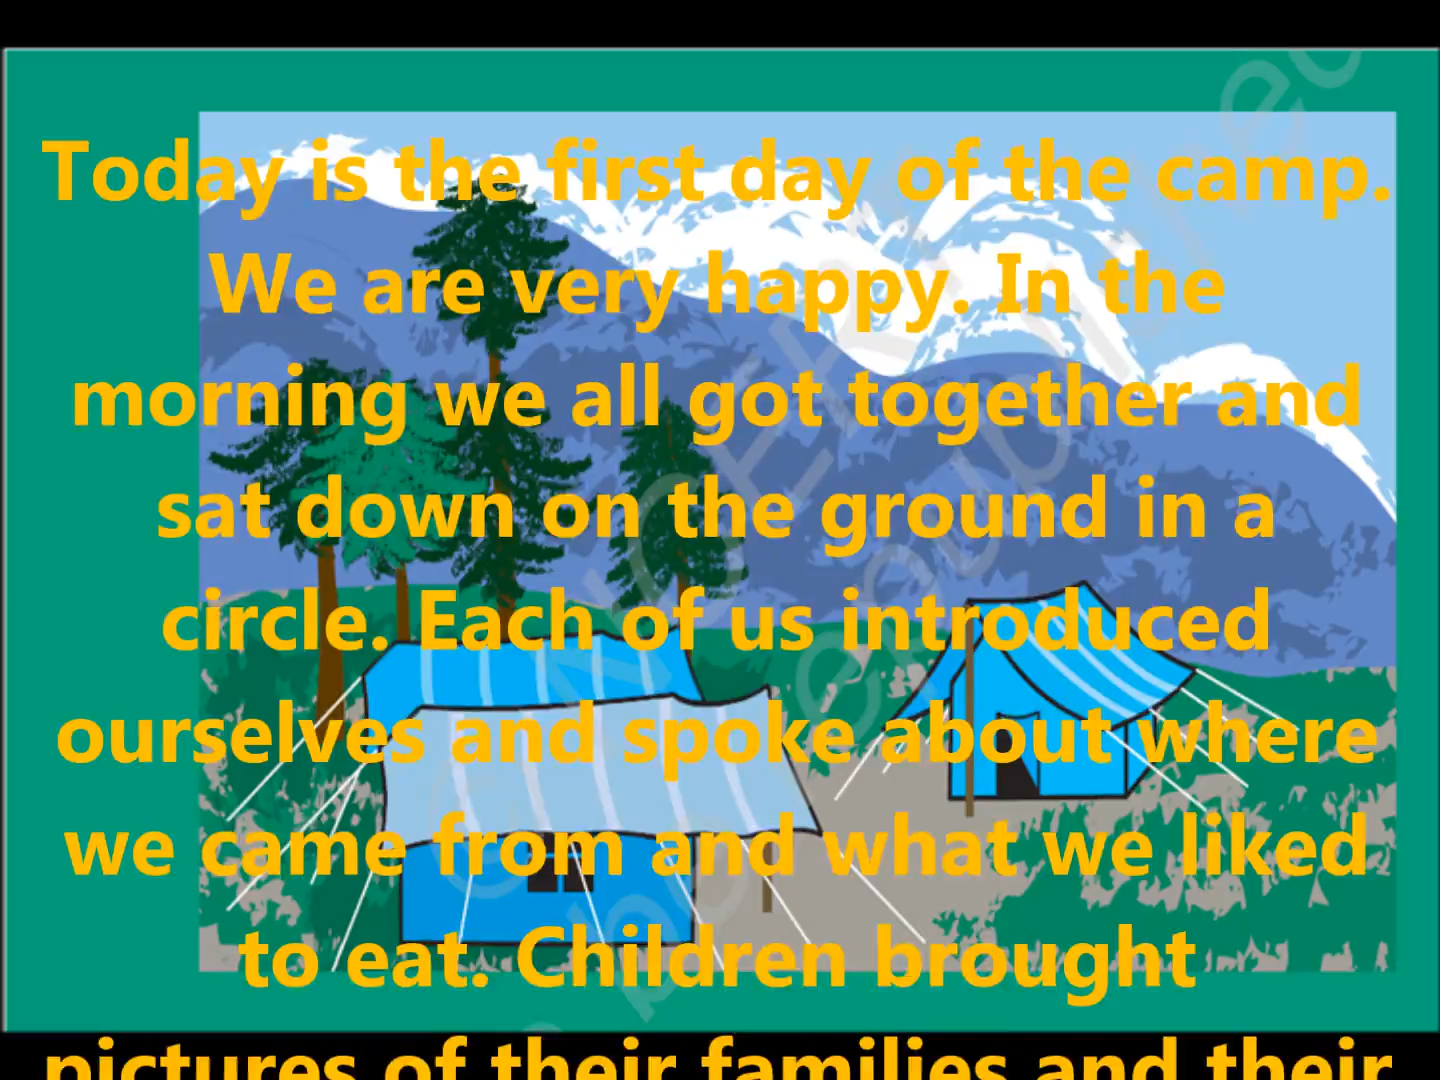 Today is the first day of the camp.
We are very happy. In the
morning we all got together and
sat down on the ground in a
circle. Each of us introduced
ourselves and spoke about where
we came from and what we liked
to eat. Children brought
pictures of their families and their